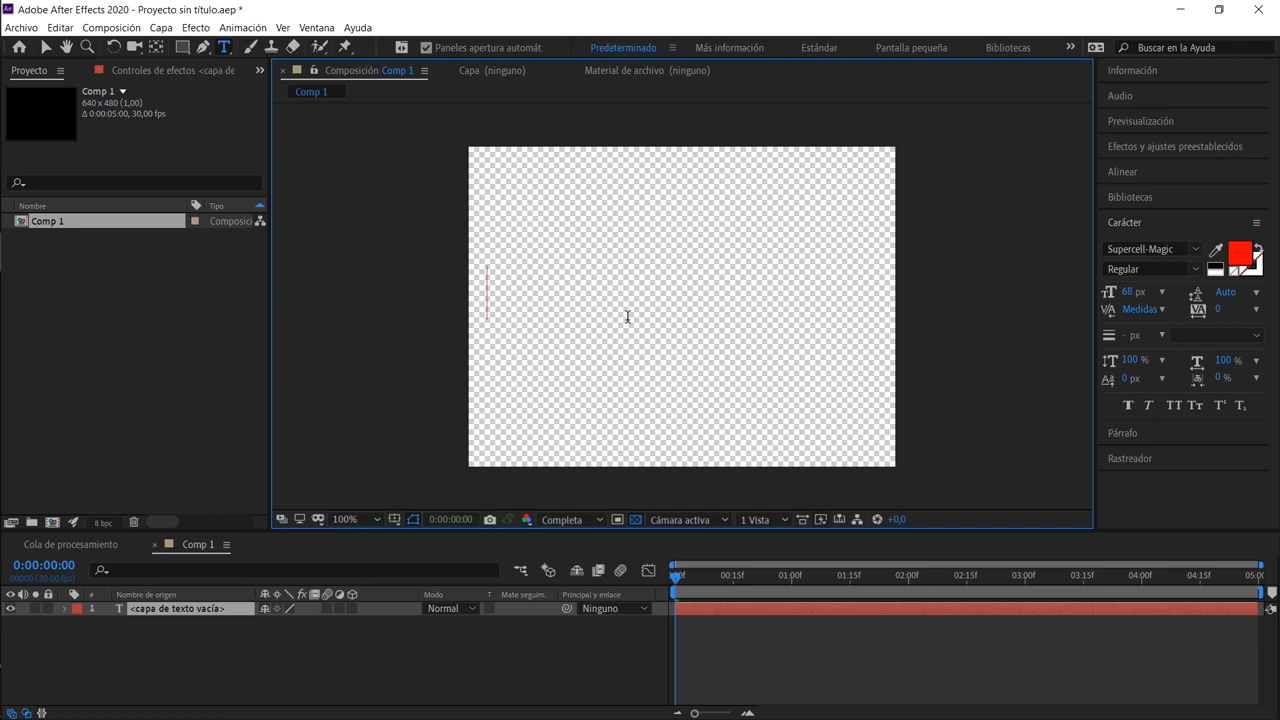 Adobe After Effects 2020 - Proyecto sin título.aep *
Archivo Editar Composición Capa Efecto Animación Ver Ventana Ayuda
Paneles apertura automát. Predeterminado Más información Estándar Pantalla pequeña Bibliotecas Buscar en la Ayuda
Proyecto Controles de efectos <capa de Composición Comp 1 Capa (ninguno) Material de archivo (ninguno)
Comp 1
640 x 480 (1,00)
Δ 0:00:05:00, 30,00 fps
Comp 1
Nombre Tipo
Comp 1 Composici
8 bpc
100% 0:00:00:00 Completa Cámara activa 1 Vista +0,0
Información
Audio
Previsualización
Efectos y ajustes preestablecidos
Alinear
Bibliotecas
Carácter
Supercell-Magic
Regular
68 px Auto
Medidas 0
- px
100 % 100 %
0 px 0 %
Párrafo
Rastreador
Cola de procesamiento Comp 1
0:00:00:00
00000 (30.00 fps)
# Nombre de origen Modo T Mate seguim. Principal y enlace
1 T <capa de texto vacía> Normal Ninguno
:00f 00:15f 01:00f 01:15f 02:00f 02:15f 03:00f 03:15f 04:00f 04:15f 05:00